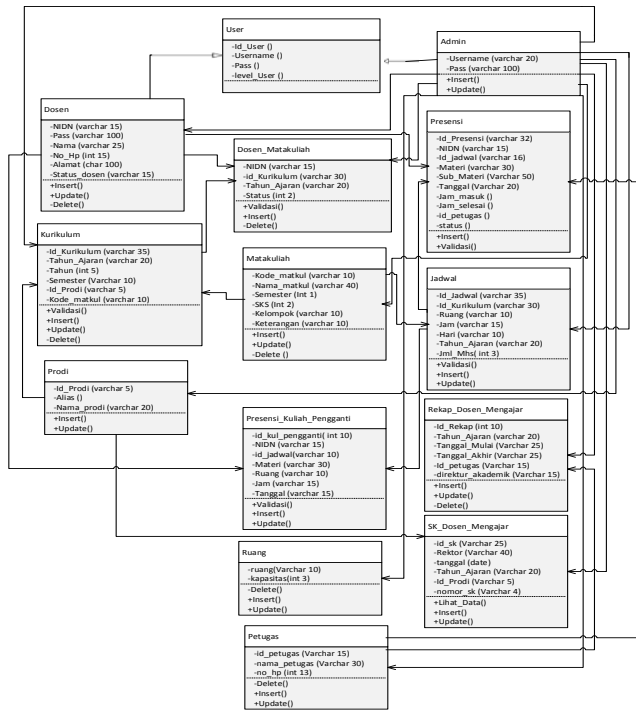 User
-Id_User ()
-Username ()
-Pass ()
-level_User ()
Admin
-Username (varchar 20)
-Pass (varchar 100)
+Insert()
+Update()
Dosen
-NIDN (varchar 15)
-Pass (varchar 100)
-Nama (varchar 25)
-No_Hp (int 15)
-Alamat (char 100)
-Status_dosen (varchar 15)
+Insert()
+Update()
-Delete()
Dosen_Matakuliah
-NIDN (varchar 15)
-id_Kurikulum (varchar 30)
-Tahun_Ajaran (varchar 20)
-Status (int 2)
+Validasi()
+Insert()
-Delete()
Presensi
-Id_Presensi (varchar 32)
-NIDN (varchar 15)
-Id_jadwal (varchar 16)
-Materi (varchar 30)
-Sub_Materi (Varchar 50)
-Tanggal (Varchar 20)
-Jam_masuk ()
-Jam_selesai ()
-id_petugas ()
-status ()
+Insert()
+Validasi()
Kurikulum
-Id_Kurikulum (varchar 35)
-Tahun_Ajaran (varchar 20)
-Tahun (int 5)
-Semester (Varchar 10)
-Id_Prodi (varchar 5)
-Kode_matkul (varchar 10)
+Validasi()
+Insert()
+Update()
-Delete()
Matakuliah
-Kode_matkul (varchar 10)
-Nama_matkul (varchar 40)
-Semester (Int 1)
-SKS (Int 2)
-Kelompok (varchar 10)
-Keterangan (varchar 10)
+Insert()
+Update()
-Delete ()
Jadwal
-Id_Jadwal (varchar 35)
-Id_Kurikulum (varchar 30)
-Ruang (varchar 10)
-Jam (varchar 15)
-Hari (varchar 10)
-Tahun_Ajaran (varchar 20)
-Jml_Mhs( int 3)
+Validasi()
+Insert()
+Update()
Prodi
-Id_Prodi (varchar 5)
-Alias ()
-Nama_prodi (varchar 20)
+Insert()
+Update()
Presensi_Kuliah_Pengganti
-id_kul_pengganti( int 10)
-NIDN (varchar 15)
-id_jadwal(varchar 10)
-Materi (varchar 30)
-Ruang (varchar 10)
-Jam (varchar 15)
-Tanggal (varchar 15)
+Validasi()
+Insert()
+Update()
Rekap_Dosen_Mengajar
-Id_Rekap (int 10)
-Tahun_Ajaran (varchar 20)
-Tanggal_Mulai (Varchar 25)
-Tanggal_Akhir (Varchar 25)
-Id_petugas (Varchar 15)
-direktur_akademik (Varchar 15)
+Insert()
+Update()
-Delete()
SK_Dosen_Mengajar
-id_sk (Varchar 25)
-Rektor (Varchar 40)
-tanggal (date)
-Tahun_Ajaran (Varchar 20)
-Id_Prodi (Varchar 5)
-nomor_sk (Varchar 4)
+Lihat_Data()
+Insert()
+Update()
Ruang
-ruang(Varchar 10)
-kapasitas(int 3)
-Delete()
+Insert()
+Update()
Petugas
-id_petugas (Varchar 15)
-nama_petugas (Varchar 30)
-no_hp (int 13)
-Delete()
+Insert()
+Update()